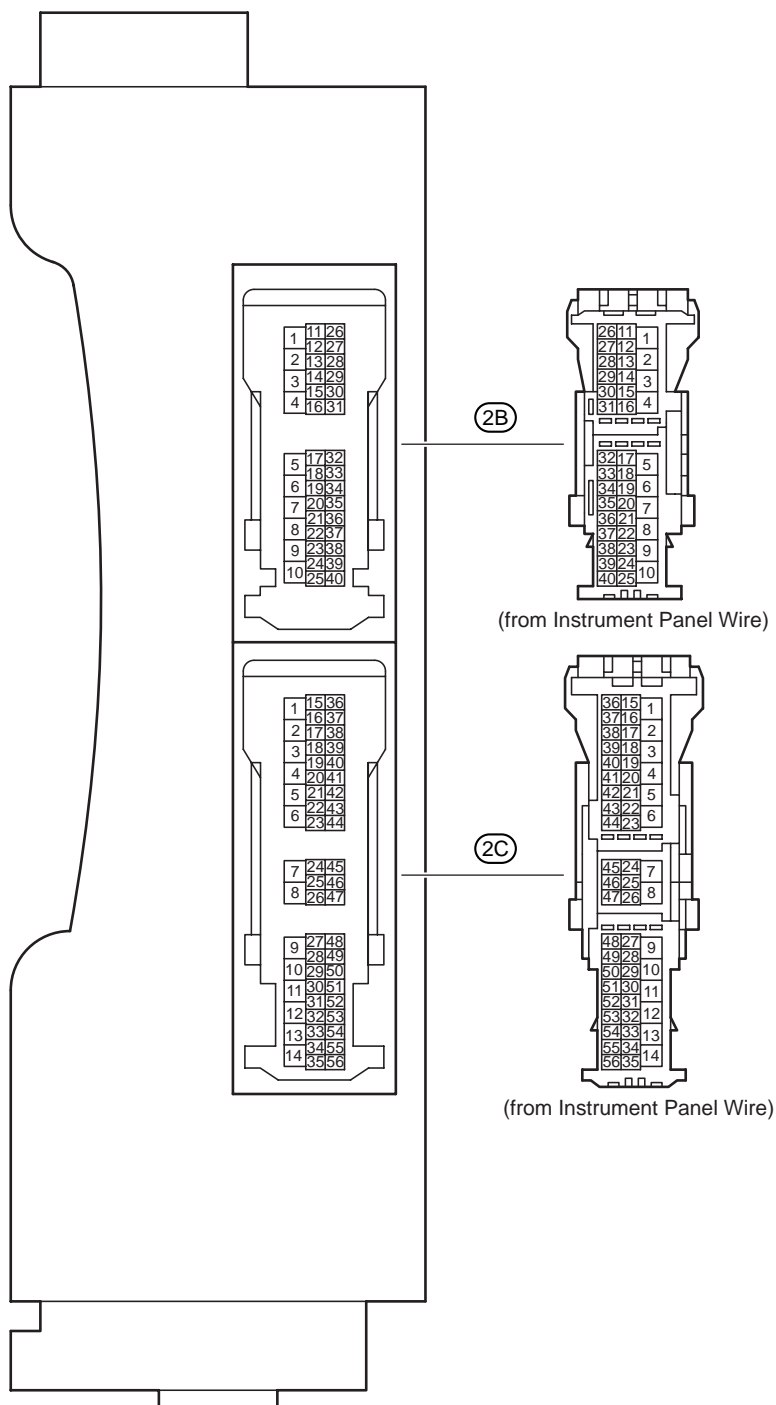 1 11 26
12 27
2 13 28
3 14 29
15 30
4 16 31
5 17 32
18 33
6 19 34
7 20 35
21 36
8 22 37
9 23 38
24 39
10 25 40
2B
26 11 1
27 12
28 13 2
29 14 3
30 15
31 16 4
32 17 5
33 18
34 19 6
35 20 7
36 21
37 22 8
38 23 9
39 24
40 25 10
(from Instrument Panel Wire)
1 15 36
16 37
2 17 38
3 18 39
19 40
4 20 41
5 21 42
6 22 43
23 44
7 24 45
25 46
8 26 47
9 27 48
28 49
10 29 50
11 30 51
31 52
12 32 53
13 33 54
34 55
14 35 56
2C
36 15 1
37 16
38 17 2
39 18 3
40 19
41 20 4
42 21 5
43 22 6
44 23
45 24 7
46 25
47 26 8
48 27 9
49 28
50 29 10
51 30 11
52 31
53 32 12
54 33 13
55 34
56 35 14
(from Instrument Panel Wire)